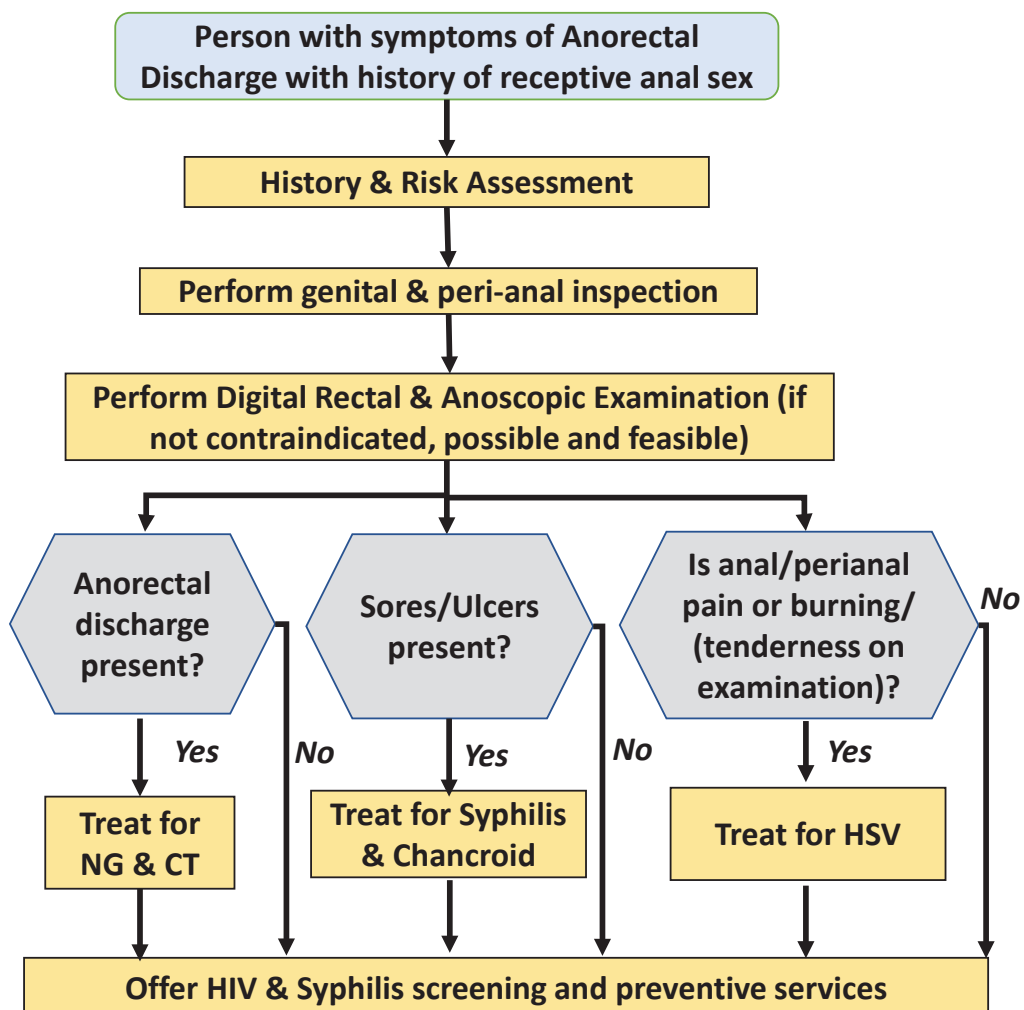 Person with symptoms of Anorectal
Discharge with history of receptive anal sex
History & Risk Assessment
Perform genital & peri-anal inspection
Perform Digital Rectal & Anoscopic Examination (if
not contraindicated, possible and feasible)
Anorectal
discharge
present?
Sores/Ulcers
present?
Is anal/perianal
pain or burning/
(tenderness on
examination)?
No
Yes
No
Yes
No
Yes
Treat for
NG & CT
Treat for Syphilis
& Chancroid
Treat for HSV
Offer HIV & Syphilis screening and preventive services